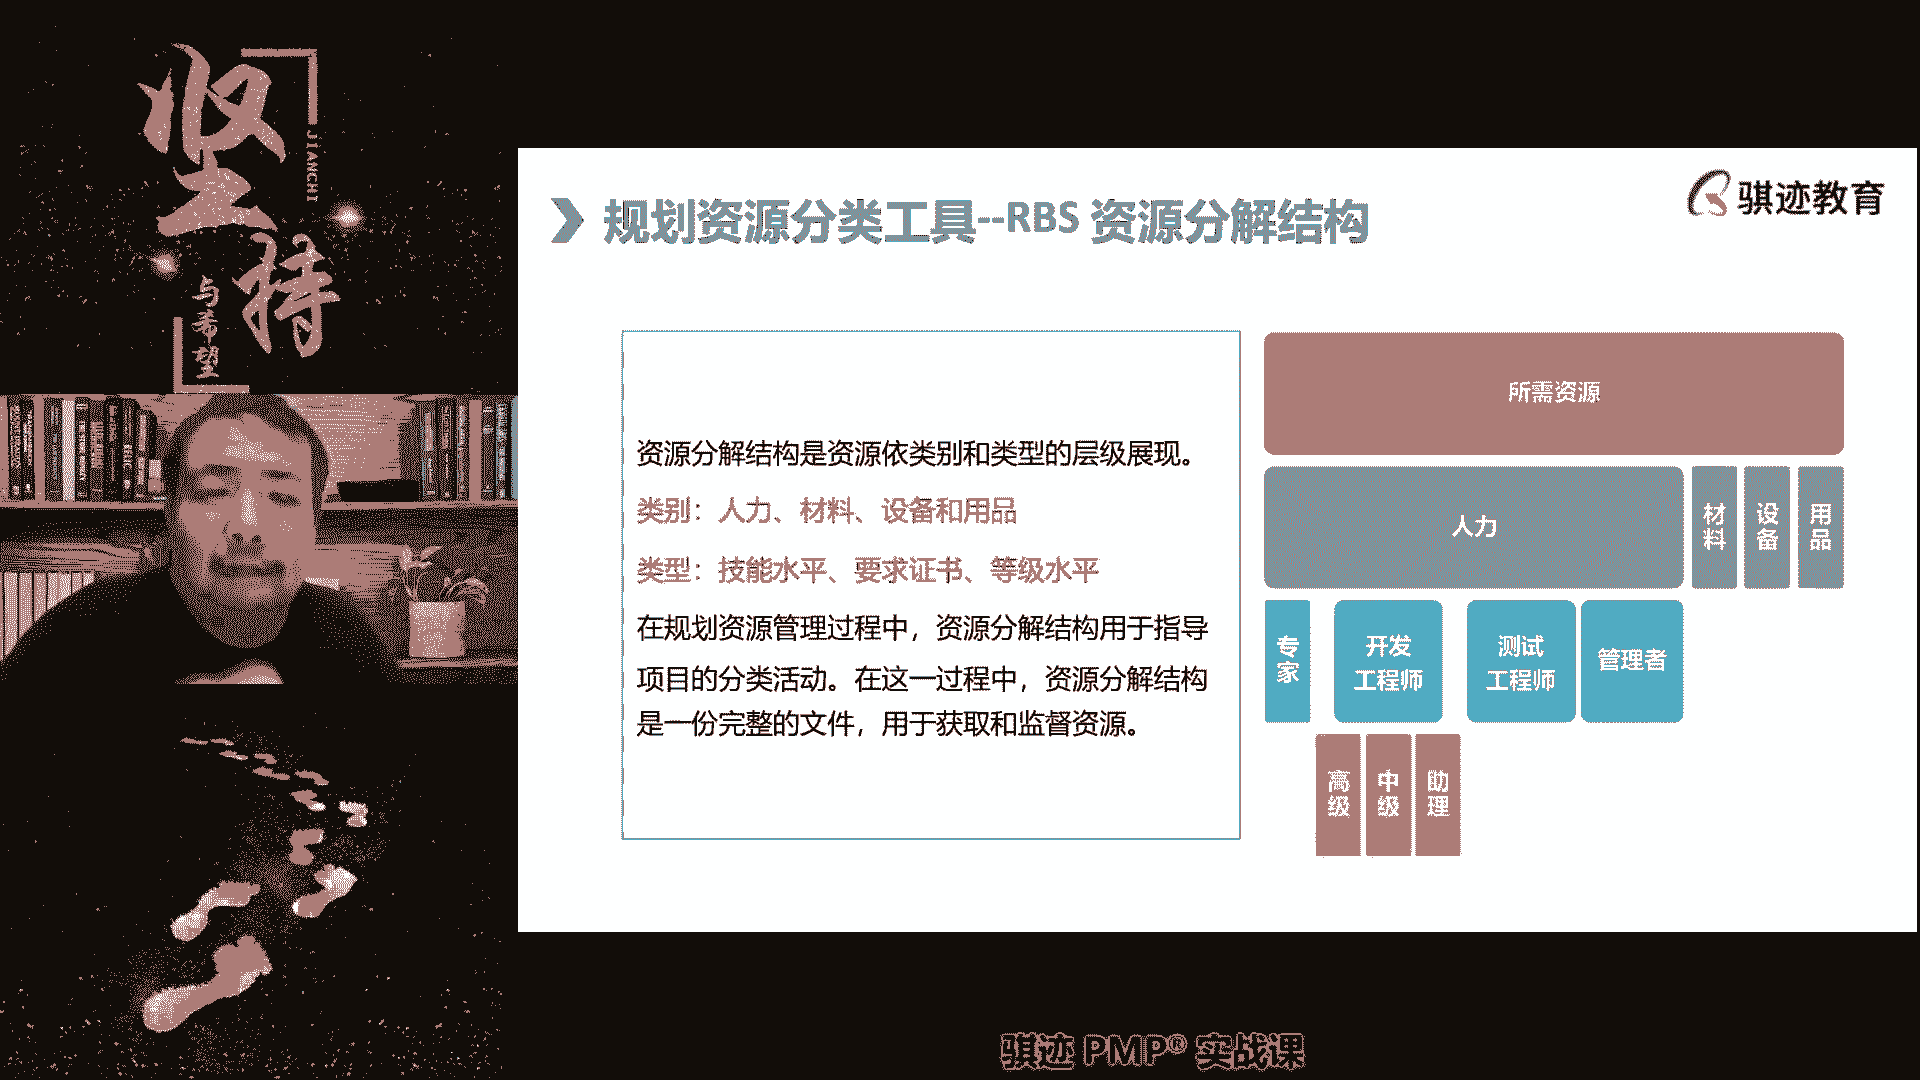 坚持
JIANCHI
与希望
规划资源分类工具--RBS 资源分解结构
骐迹教育
资源分解结构是资源依类别和类型的层级展现。
类别：人力、材料、设备和用品
类型：技能水平、要求证书、等级水平
在规划资源管理过程中，资源分解结构用于指导
项目的分类活动。在这一过程中，资源分解结构
是一份完整的文件，用于获取和监督资源。
所需资源
人力
材料
设备
用品
专家
开发
工程师
测试
工程师
管理者
高级
中级
助理
骐迹 PMP® 实战课